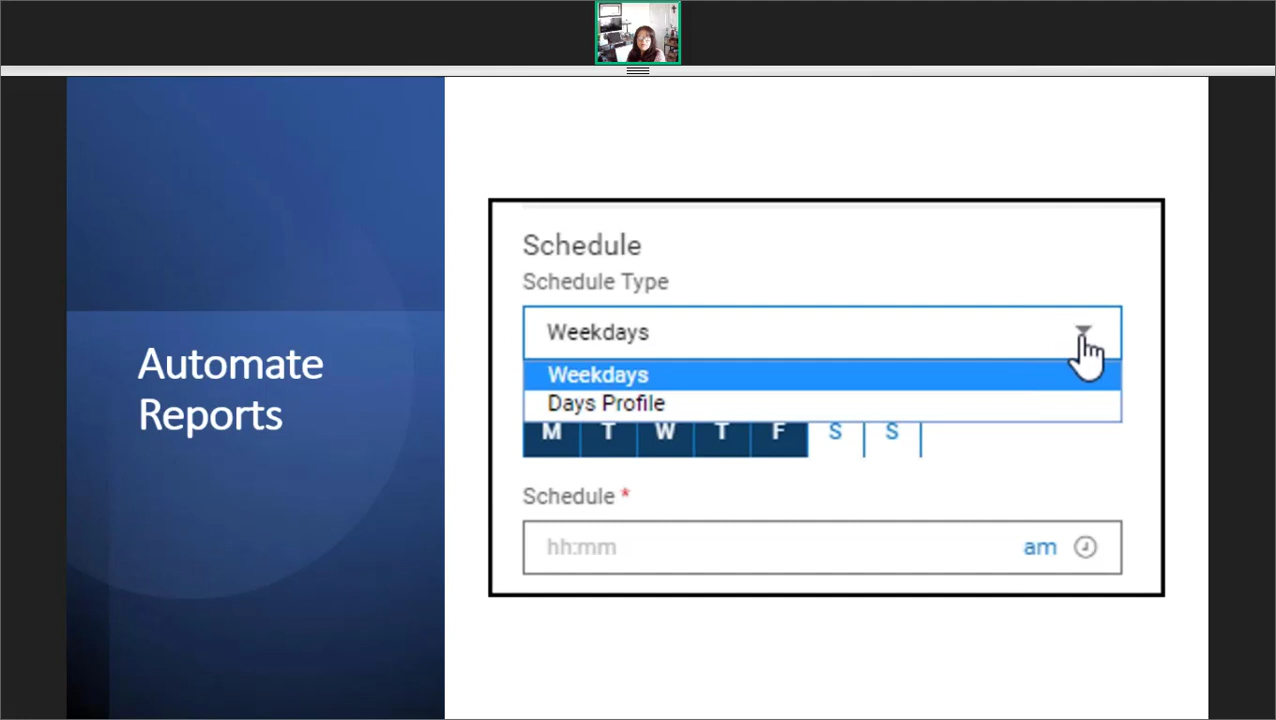 Automate
Reports
Schedule
Schedule Type
Weekdays
Weekdays
Days Profile
M T W T F S S
Schedule *
hh:mm am